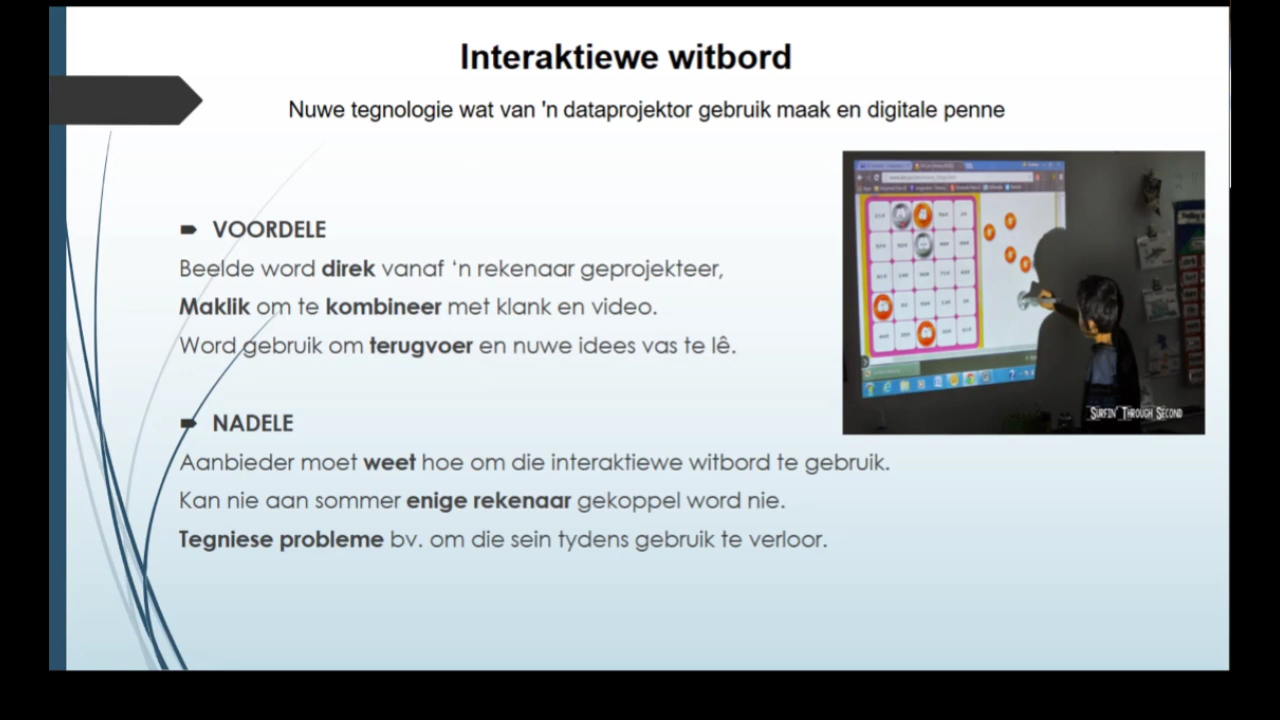 Interaktiewe witbord
Nuwe tegnologie wat van 'n dataprojektor gebruik maak en digitale penne
VOORDELE
Beelde word direk vanaf ‘n rekenaar geprojekteer,
Maklik om te kombineer met klank en video.
Word gebruik om terugvoer en nuwe idees vas te lê.
NADELE
Aanbieder moet weet hoe om die interaktiewe witbord te gebruik.
Kan nie aan sommer enige rekenaar gekoppel word nie.
Tegniese probleme bv. om die sein tydens gebruik te verloor.
SURFIN' THROUGH SECOND